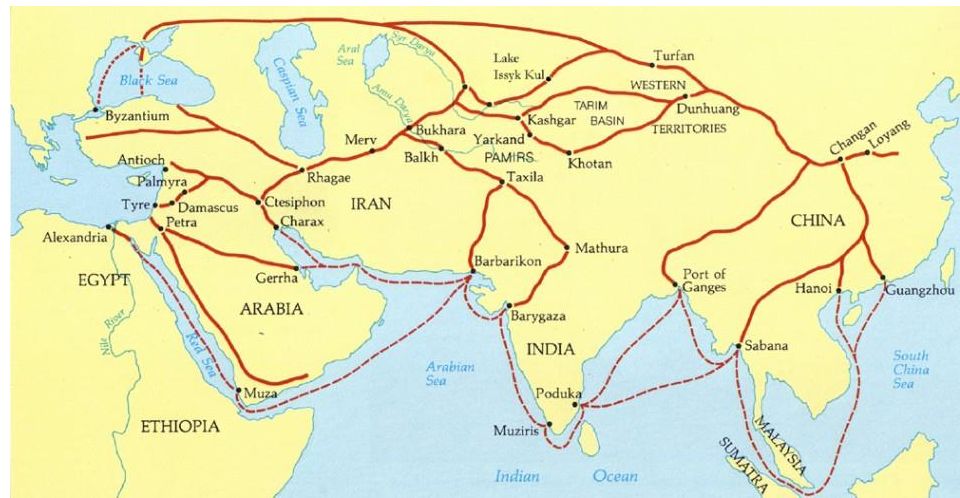 Black Sea
Byzantium
Caspian Sea
Aral
Sea
Syr Darya
Amu Darya
Lake
Issyk Kul
Turfan
WESTERN
TERRITORIES
Dunhuang
TARIM
BASIN
Kashgar
Yarkand
Khotan
PAMIRS
Bukhara
Merv
Balkh
Taxila
Changan
Loyang
Antioch
Palmyra
Tyre
Damascus
Petra
Ctesiphon
Charax
Rhagae
IRAN
CHINA
Alexandria
EGYPT
Nile River
Gerrha
ARABIA
Red Sea
Muza
ETHIOPIA
Barbarikon
Mathura
Barygaza
INDIA
Arabian
Sea
Poduka
Muziris
Port of
Ganges
Hanoi
Guangzhou
Sabana
South
China
Sea
MALAYSIA
SUMATRA
Indian Ocean